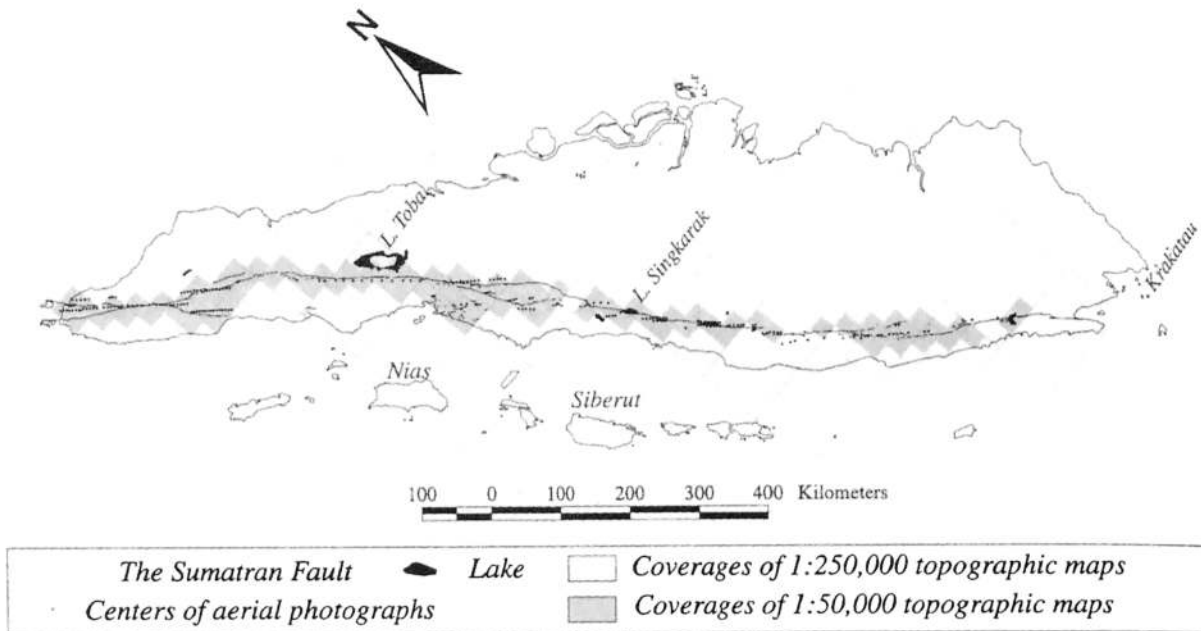 N
L. Toba
L. Singkarak
Krakatau
Nias
Siberut
100 0 100 200 300 400 Kilometers
The Sumatran Fault Lake Coverages of 1:250,000 topographic maps
Centers of aerial photographs Coverages of 1:50,000 topographic maps